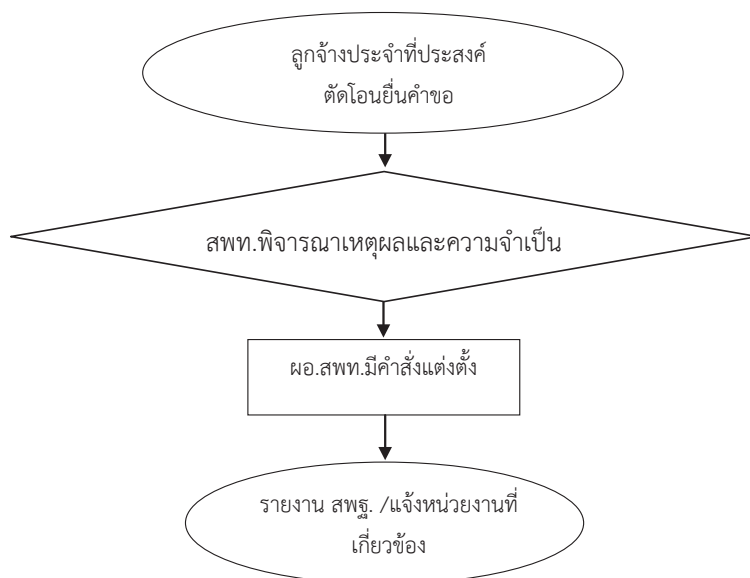 ลูกจ้างประจำที่ประสงค์
ตัดโอนยื่นคำขอ
สพท.พิจารณาเหตุผลและความจำเป็น
ผอ.สพท.มีคำสั่งแต่งตั้ง
รายงาน สพฐ. /แจ้งหน่วยงานที่
เกี่ยวข้อง